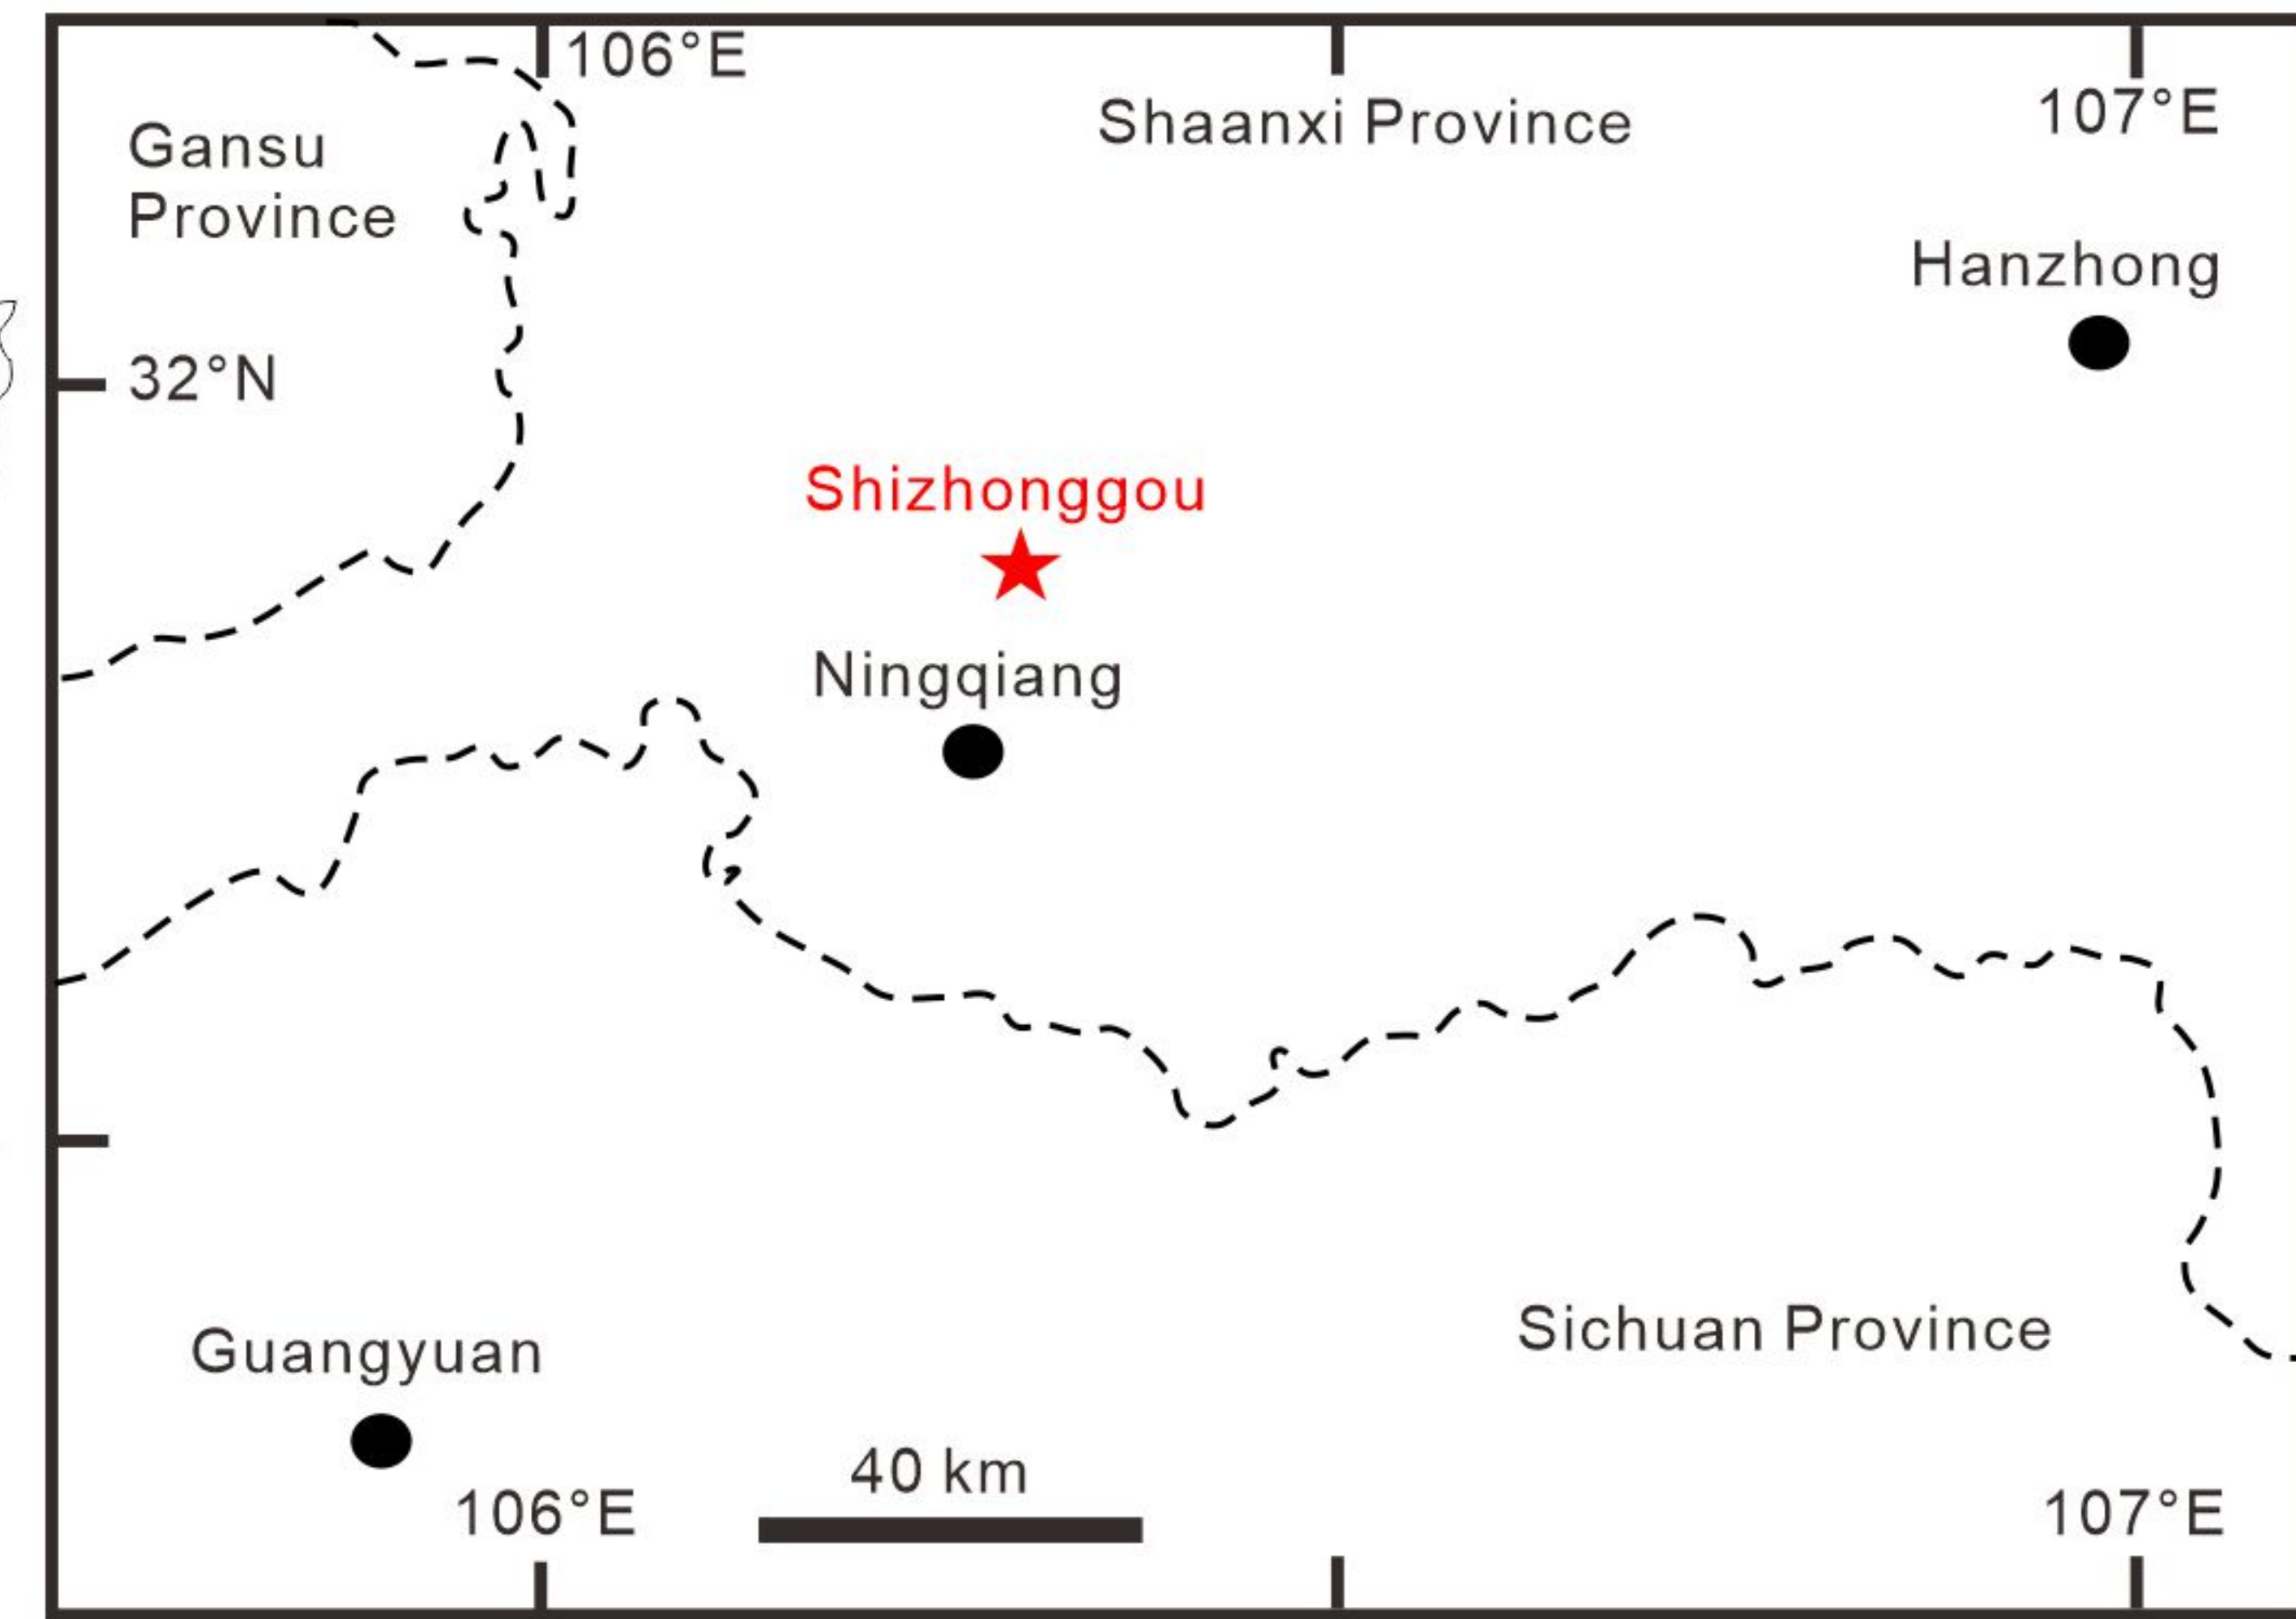 106°E
Shaanxi Province
107°E
Gansu
Province
Hanzhong
32°N
Shizhonggou
Ningqiang
Sichuan Province
Guangyuan
40 km
106°E
107°E